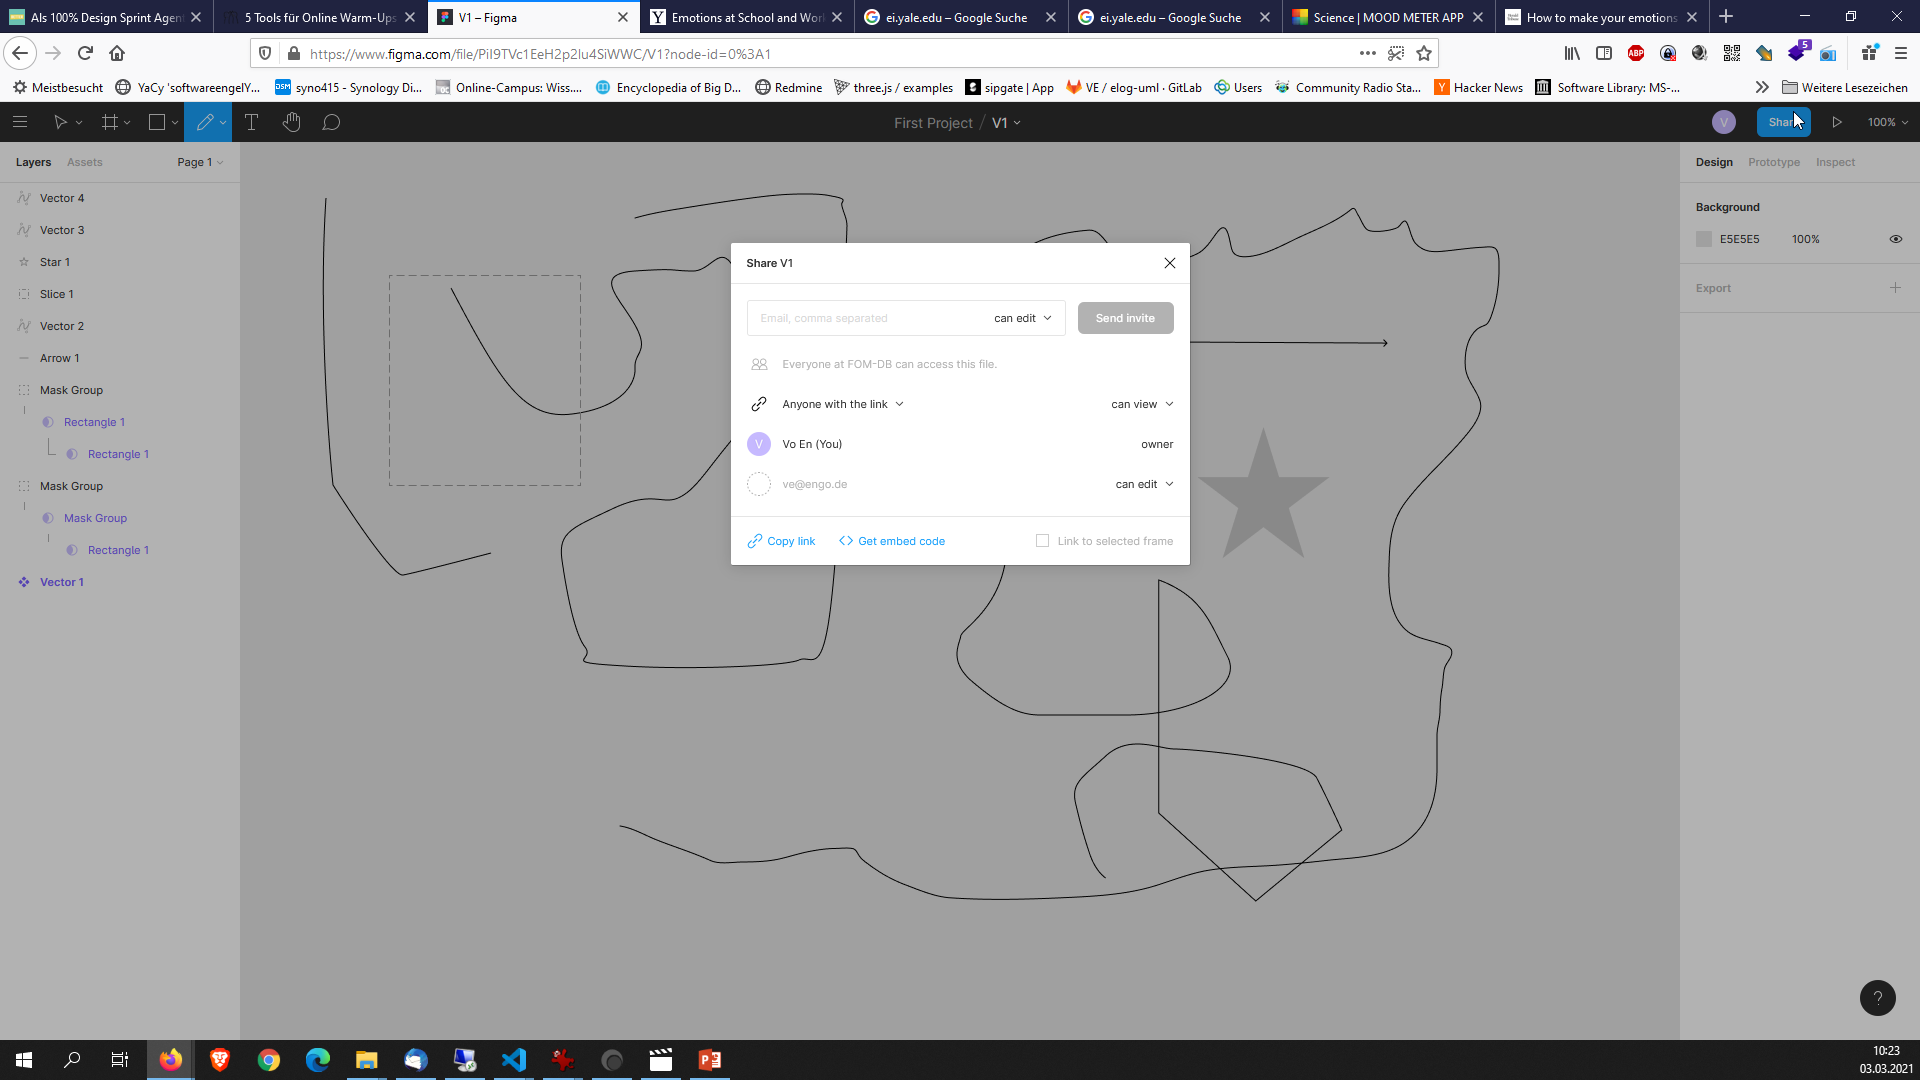 Als 100% Design Sprint Agen
5 Tools für Online Warm-Ups
V1 – Figma
Emotions at School and Wor
ei.yale.edu – Google Suche
ei.yale.edu – Google Suche
Science | MOOD METER APP
How to make your emotions
https://www.figma.com/file/PiI9TVc1EeH2p2lu4SiWWC/V1?node-id=0%3A1
ABP
5
Meistbesucht
YaCy 'softwareengelY...
DSM
syno415 - Synology Di...
Online-Campus: Wiss...
Encyclopedia of Big D...
Redmine
three.js / examples
sipgate | App
VE / elog-uml · GitLab
Users
Community Radio Sta...
Hacker News
Software Library: MS-...
Weitere Lesezeichen
First Project / V1
V
Share
100%
Layers
Assets
Page 1
Design
Prototype
Inspect
Vector 4
Vector 3
Star 1
Slice 1
Vector 2
Arrow 1
Mask Group
Rectangle 1
Rectangle 1
Mask Group
Mask Group
Rectangle 1
Vector 1
Background
E5E5E5
100%
Export
Share V1
Email, comma separated
can edit
Send invite
Everyone at FOM-DB can access this file.
Anyone with the link
can view
V
Vo En (You)
owner
ve@engo.de
can edit
Copy link
Get embed code
Link to selected frame
?
10:23
03.03.2021